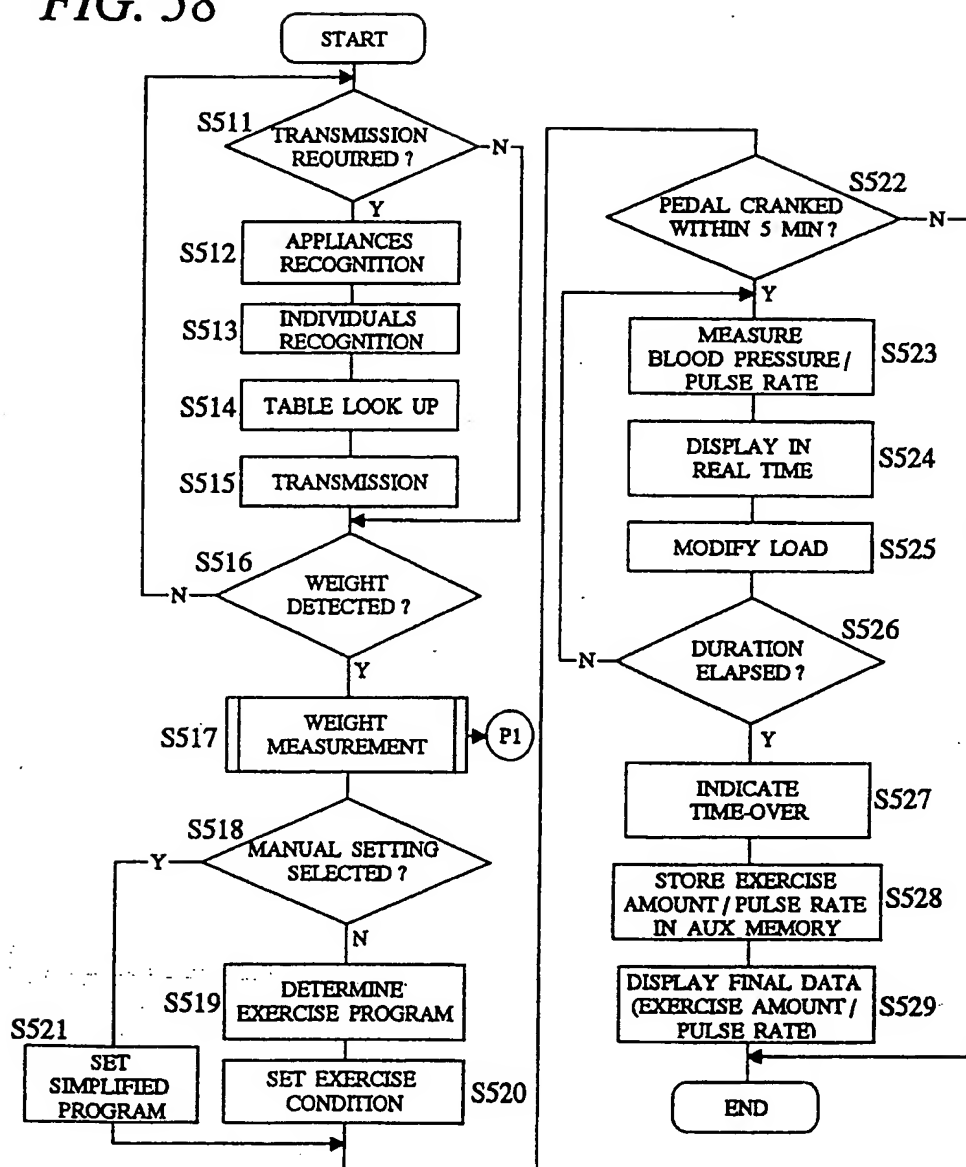 FIG. 58
START
S511
TRANSMISSION
REQUIRED ?
N
Y
S512
APPLIANCES
RECOGNITION
S513
INDIVIDUALS
RECOGNITION
S514
TABLE LOOK UP
S515
TRANSMISSION
S516
WEIGHT
DETECTED ?
N
Y
S517
WEIGHT
MEASUREMENT
P1
S518
MANUAL SETTING
SELECTED ?
Y
N
S519
DETERMINE
EXERCISE PROGRAM
S521
SET
SIMPLIFIED
PROGRAM
SET EXERCISE
CONDITION
S520
S522
PEDAL CRANKED
WITHIN 5 MIN ?
N
Y
MEASURE
BLOOD PRESSURE /
PULSE RATE
S523
DISPLAY IN
REAL TIME
S524
MODIFY LOAD
S525
S526
DURATION
ELAPSED ?
N
Y
INDICATE
TIME-OVER
S527
STORE EXERCISE
AMOUNT / PULSE RATE
IN AUX MEMORY
S528
DISPLAY FINAL DATA
(EXERCISE AMOUNT /
PULSE RATE)
S529
END